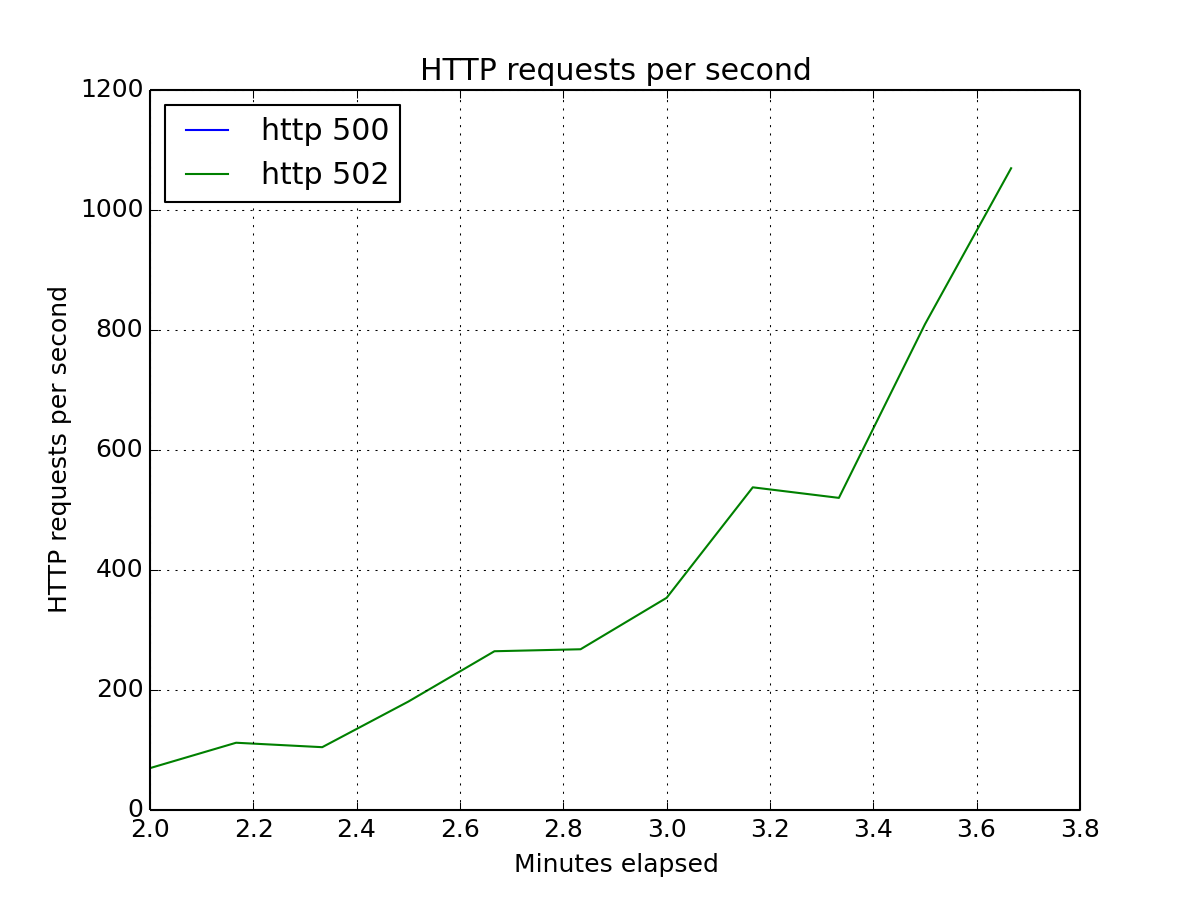 HTTP requests per second
http 500
http 502
HTTP requests per second
1200
1000
800
600
400
200
0
2.0 2.2 2.4 2.6 2.8 3.0 3.2 3.4 3.6 3.8
Minutes elapsed